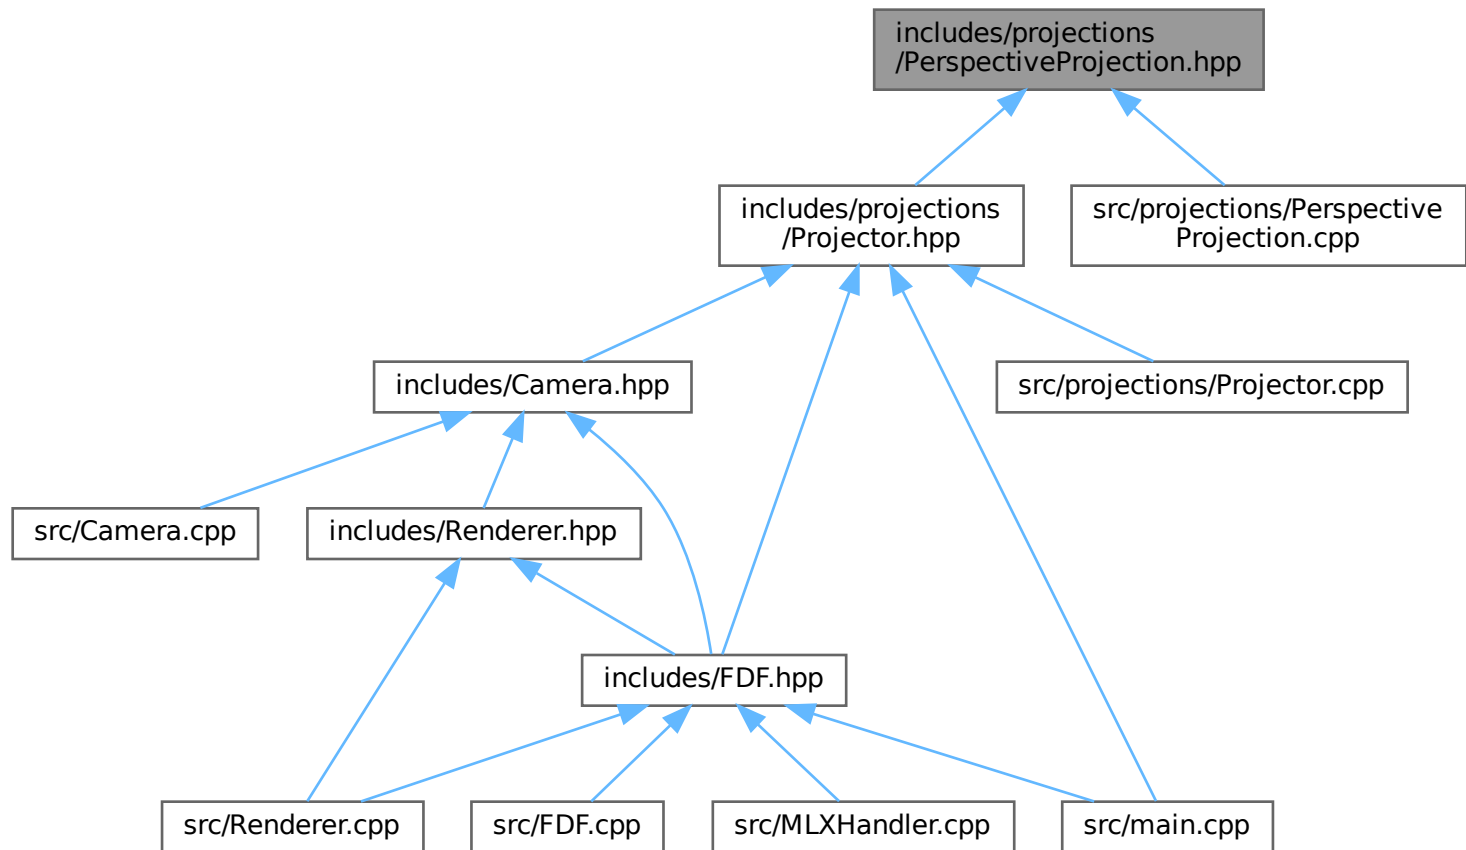 includes/projections
/PerspectiveProjection.hpp
includes/projections
/Projector.hpp
src/projections/Perspective
Projection.cpp
includes/Camera.hpp
src/projections/Projector.cpp
src/Camera.cpp
includes/Renderer.hpp
includes/FDF.hpp
src/Renderer.cpp
src/FDF.cpp
src/MLXHandler.cpp
src/main.cpp